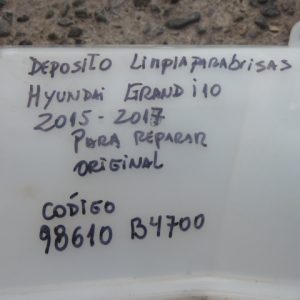 DEPOSITO LIMPIAPARABRISAS
HYUNDAI GRAND i10
2015-2017
PARA REPARAR
ORIGINAL
CÓDIGO
98610 B4700